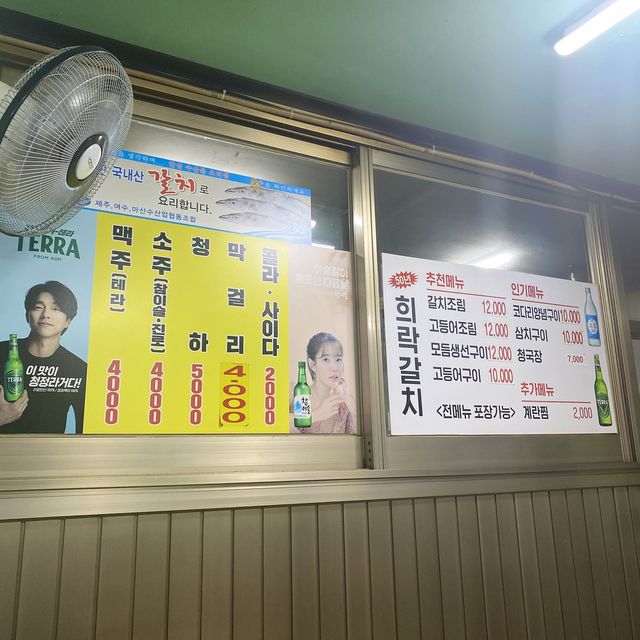 국내산 갈치로
요리합니다.
제주, 여수, 마산수산업협동조합
TERRA
FROM AGM
이 맛이
청정라거다!
맥주(테라) 4000
소주(참이슬·진로) 4000
청하 5000
막걸리 4000
콜라·사이다 2000
50년
희락갈치
추천메뉴
갈치조림 12.000
고등어조림 12.000
모듬생선구이 12.000
고등어구이 10.000
인기메뉴
코다리양념구이 10.000
삼치구이 10.000
청국장 7,000
추가메뉴
<전메뉴 포장가능> 계란찜 2,000